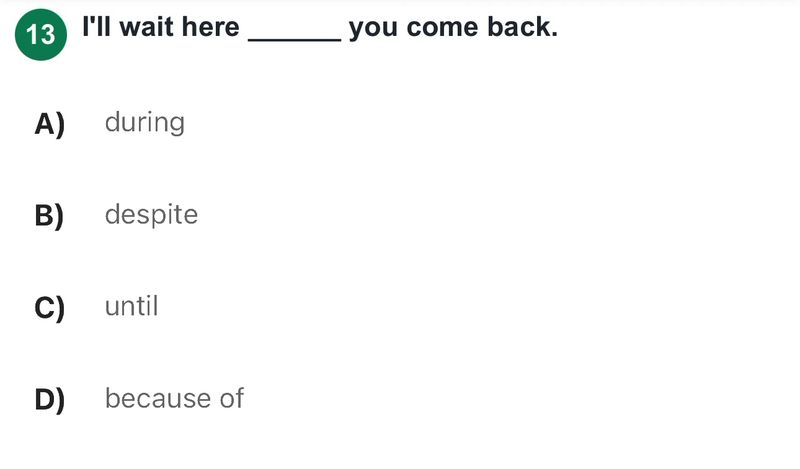 13 I'll wait here ______ you come back.
A) during
B) despite
C) until
D) because of